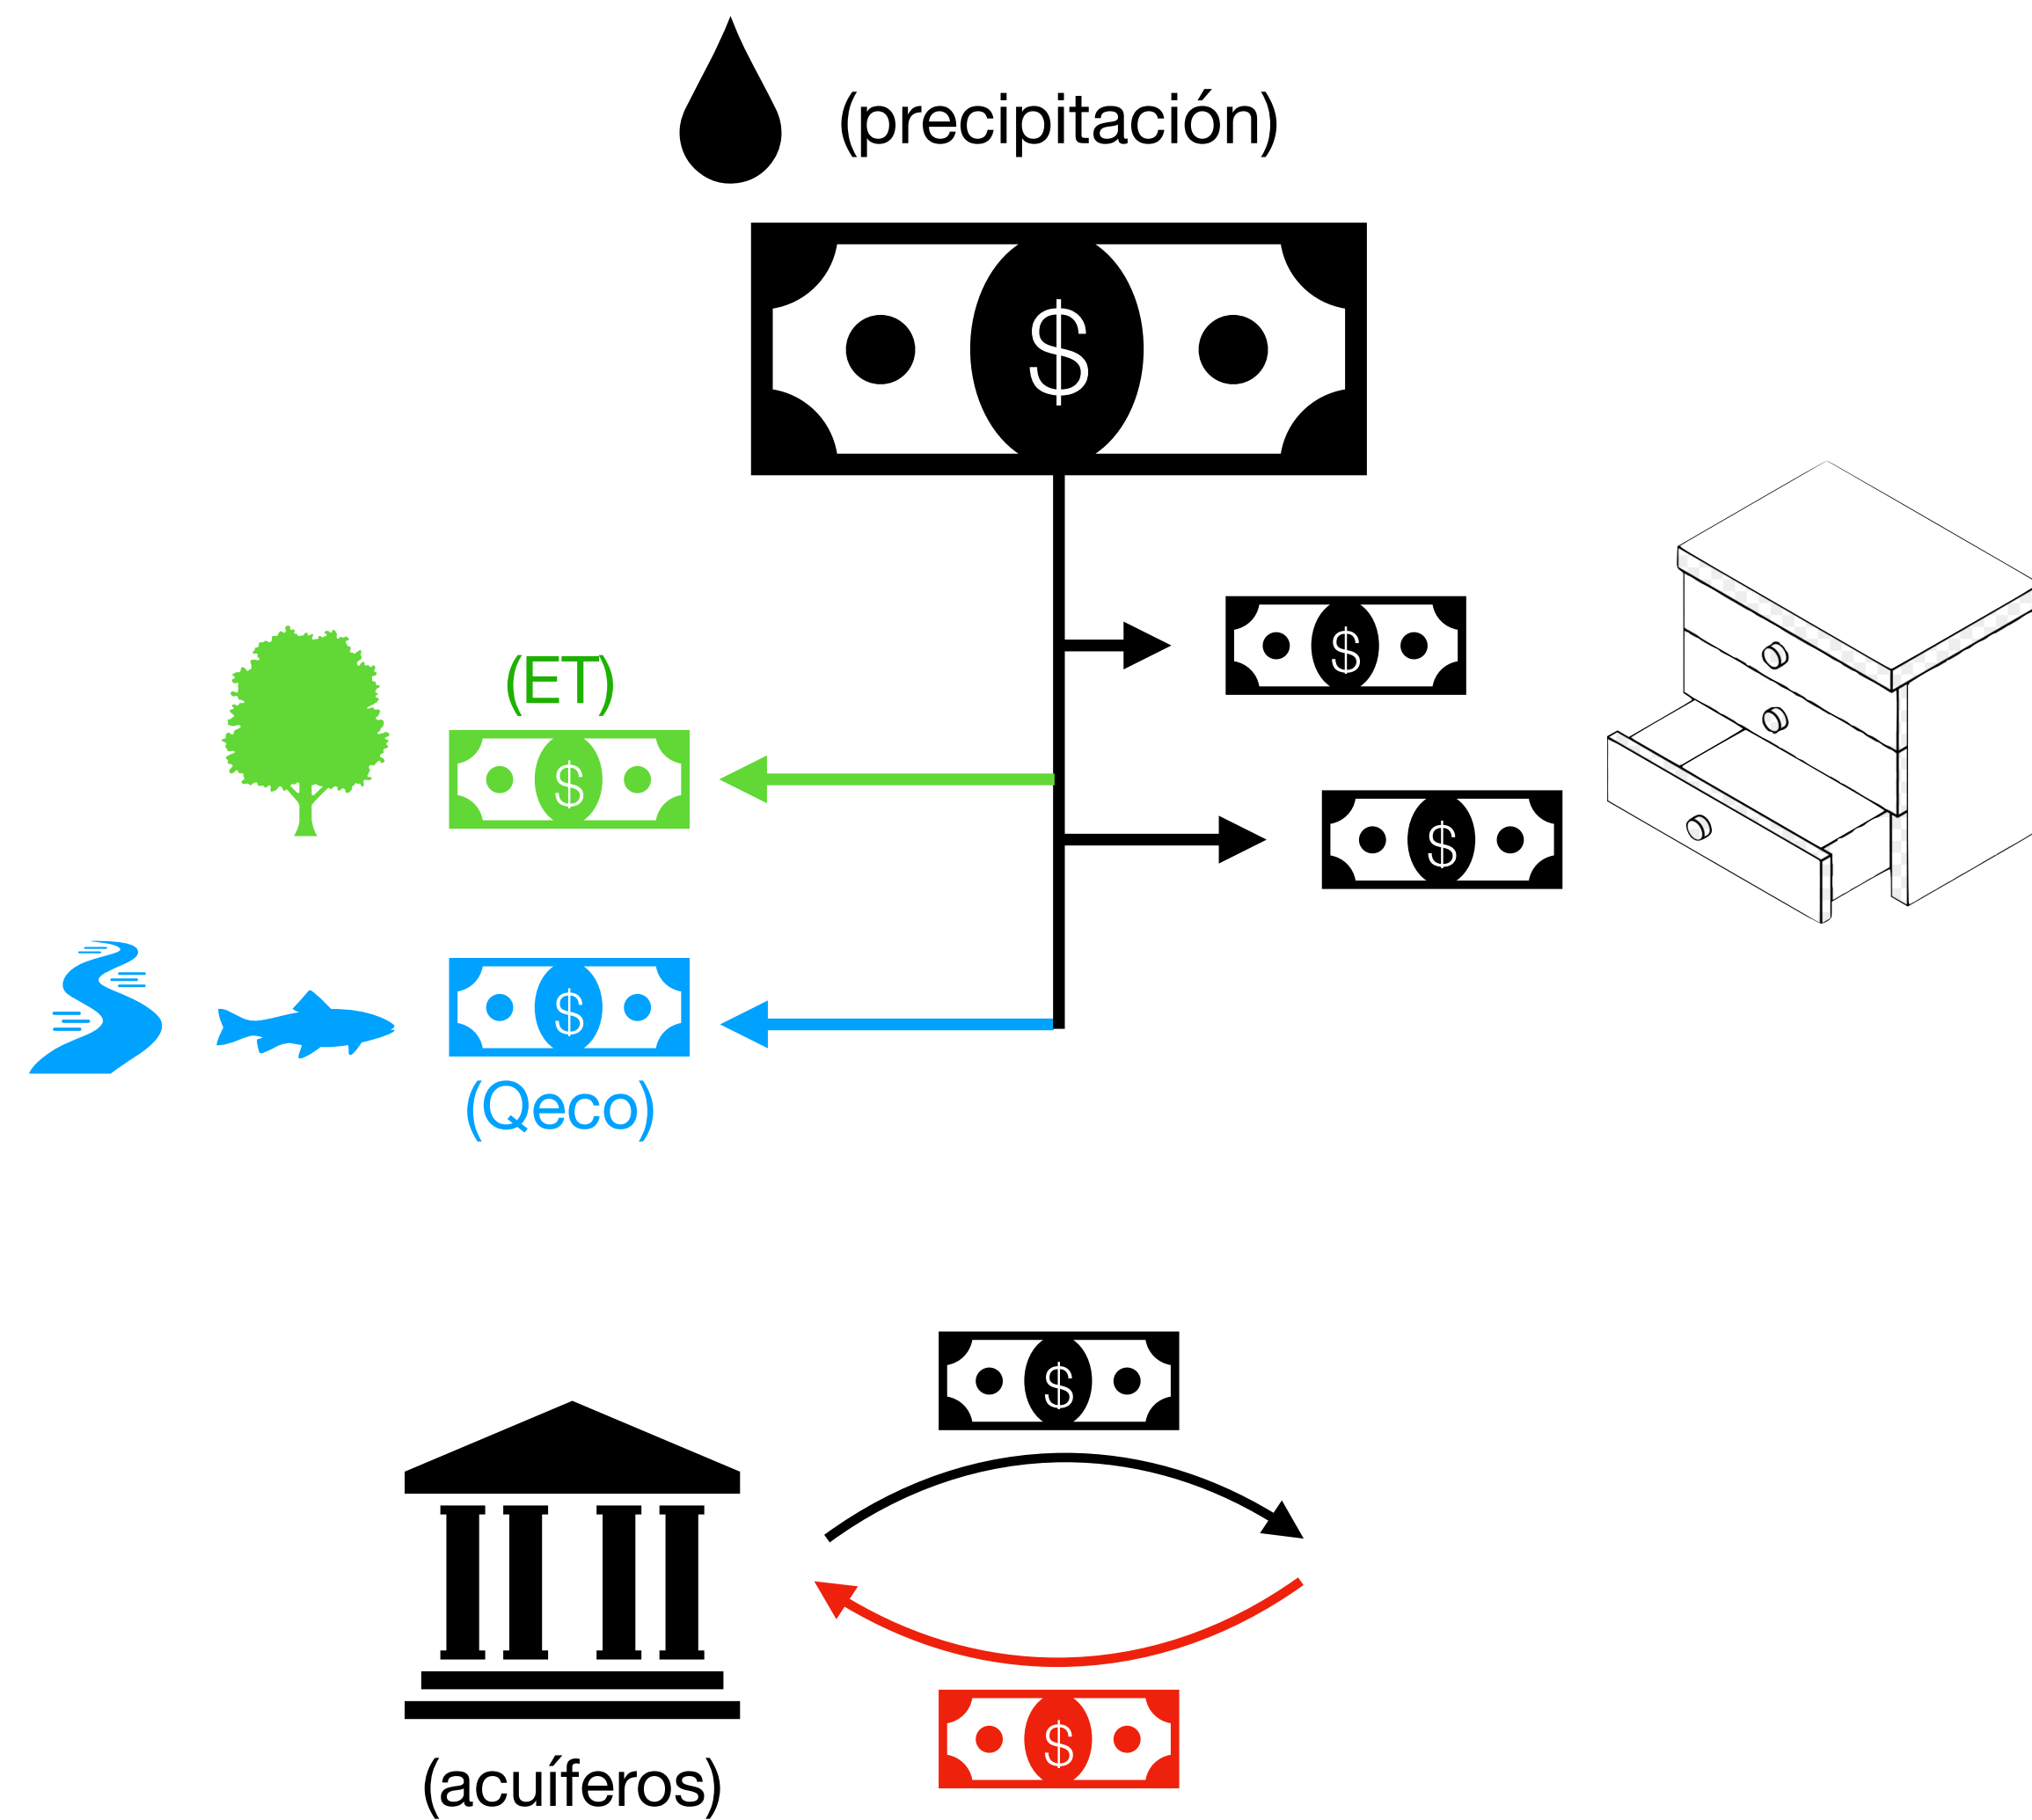 (precipitación)
$
$
(ET)
$
$
$
(Qeco)
$
$
(acuíferos)